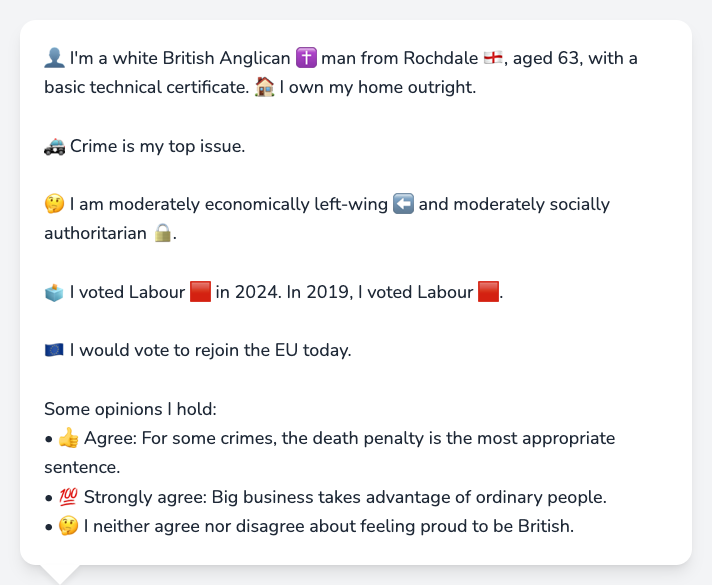 👤 I'm a white British Anglican ✝️ man from Rochdale 🏴󠁧󠁢󠁥󠁮󠁧󠁿, aged 63, with a
basic technical certificate. 🏠 I own my home outright.
🚓 Crime is my top issue.
🤔 I am moderately economically left-wing ⬅️ and moderately socially
authoritarian 🔒.
🗳️ I voted Labour 🟥 in 2024. In 2019, I voted Labour 🟥.
🇪🇺 I would vote to rejoin the EU today.
Some opinions I hold:
• 👍 Agree: For some crimes, the death penalty is the most appropriate
sentence.
• 💯 Strongly agree: Big business takes advantage of ordinary people.
• 🤔 I neither agree nor disagree about feeling proud to be British.